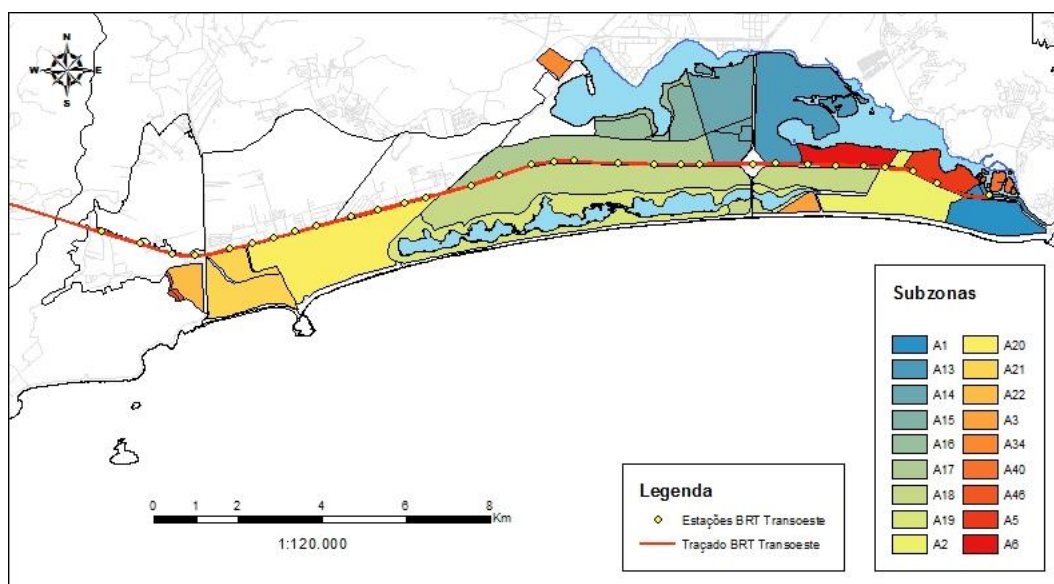 N
W E
S
0 1 2 4 6 8
Km
1:120.000
Legenda
Estações BRT Transoeste
Traçado BRT Transoeste
Subzonas
A1 A20
A13 A21
A14 A22
A15 A3
A16 A34
A17 A40
A18 A46
A19 A5
A2 A6